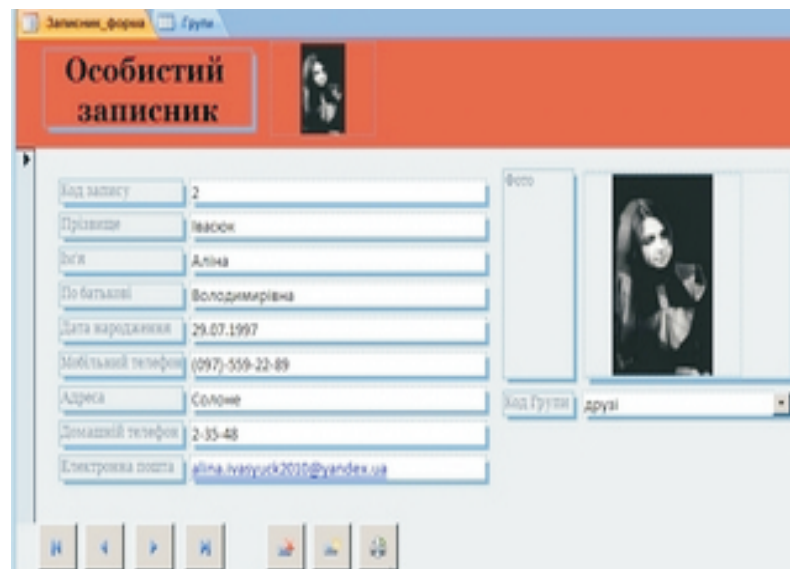 Записник_форма
Групи
Особистий
записник
Код запису
2
Прізвище
Івасюк
Ім'я
Аліна
По батькові
Володимирівна
Дата народження
29.07.1997
Мобільний телефон
(097)-559-22-89
Адреса
Солоне
Домашній телефон
2-35-48
Електронна пошта
alina.ivasyuck2010@yandex.ua
Фото
Код Групи
друзі